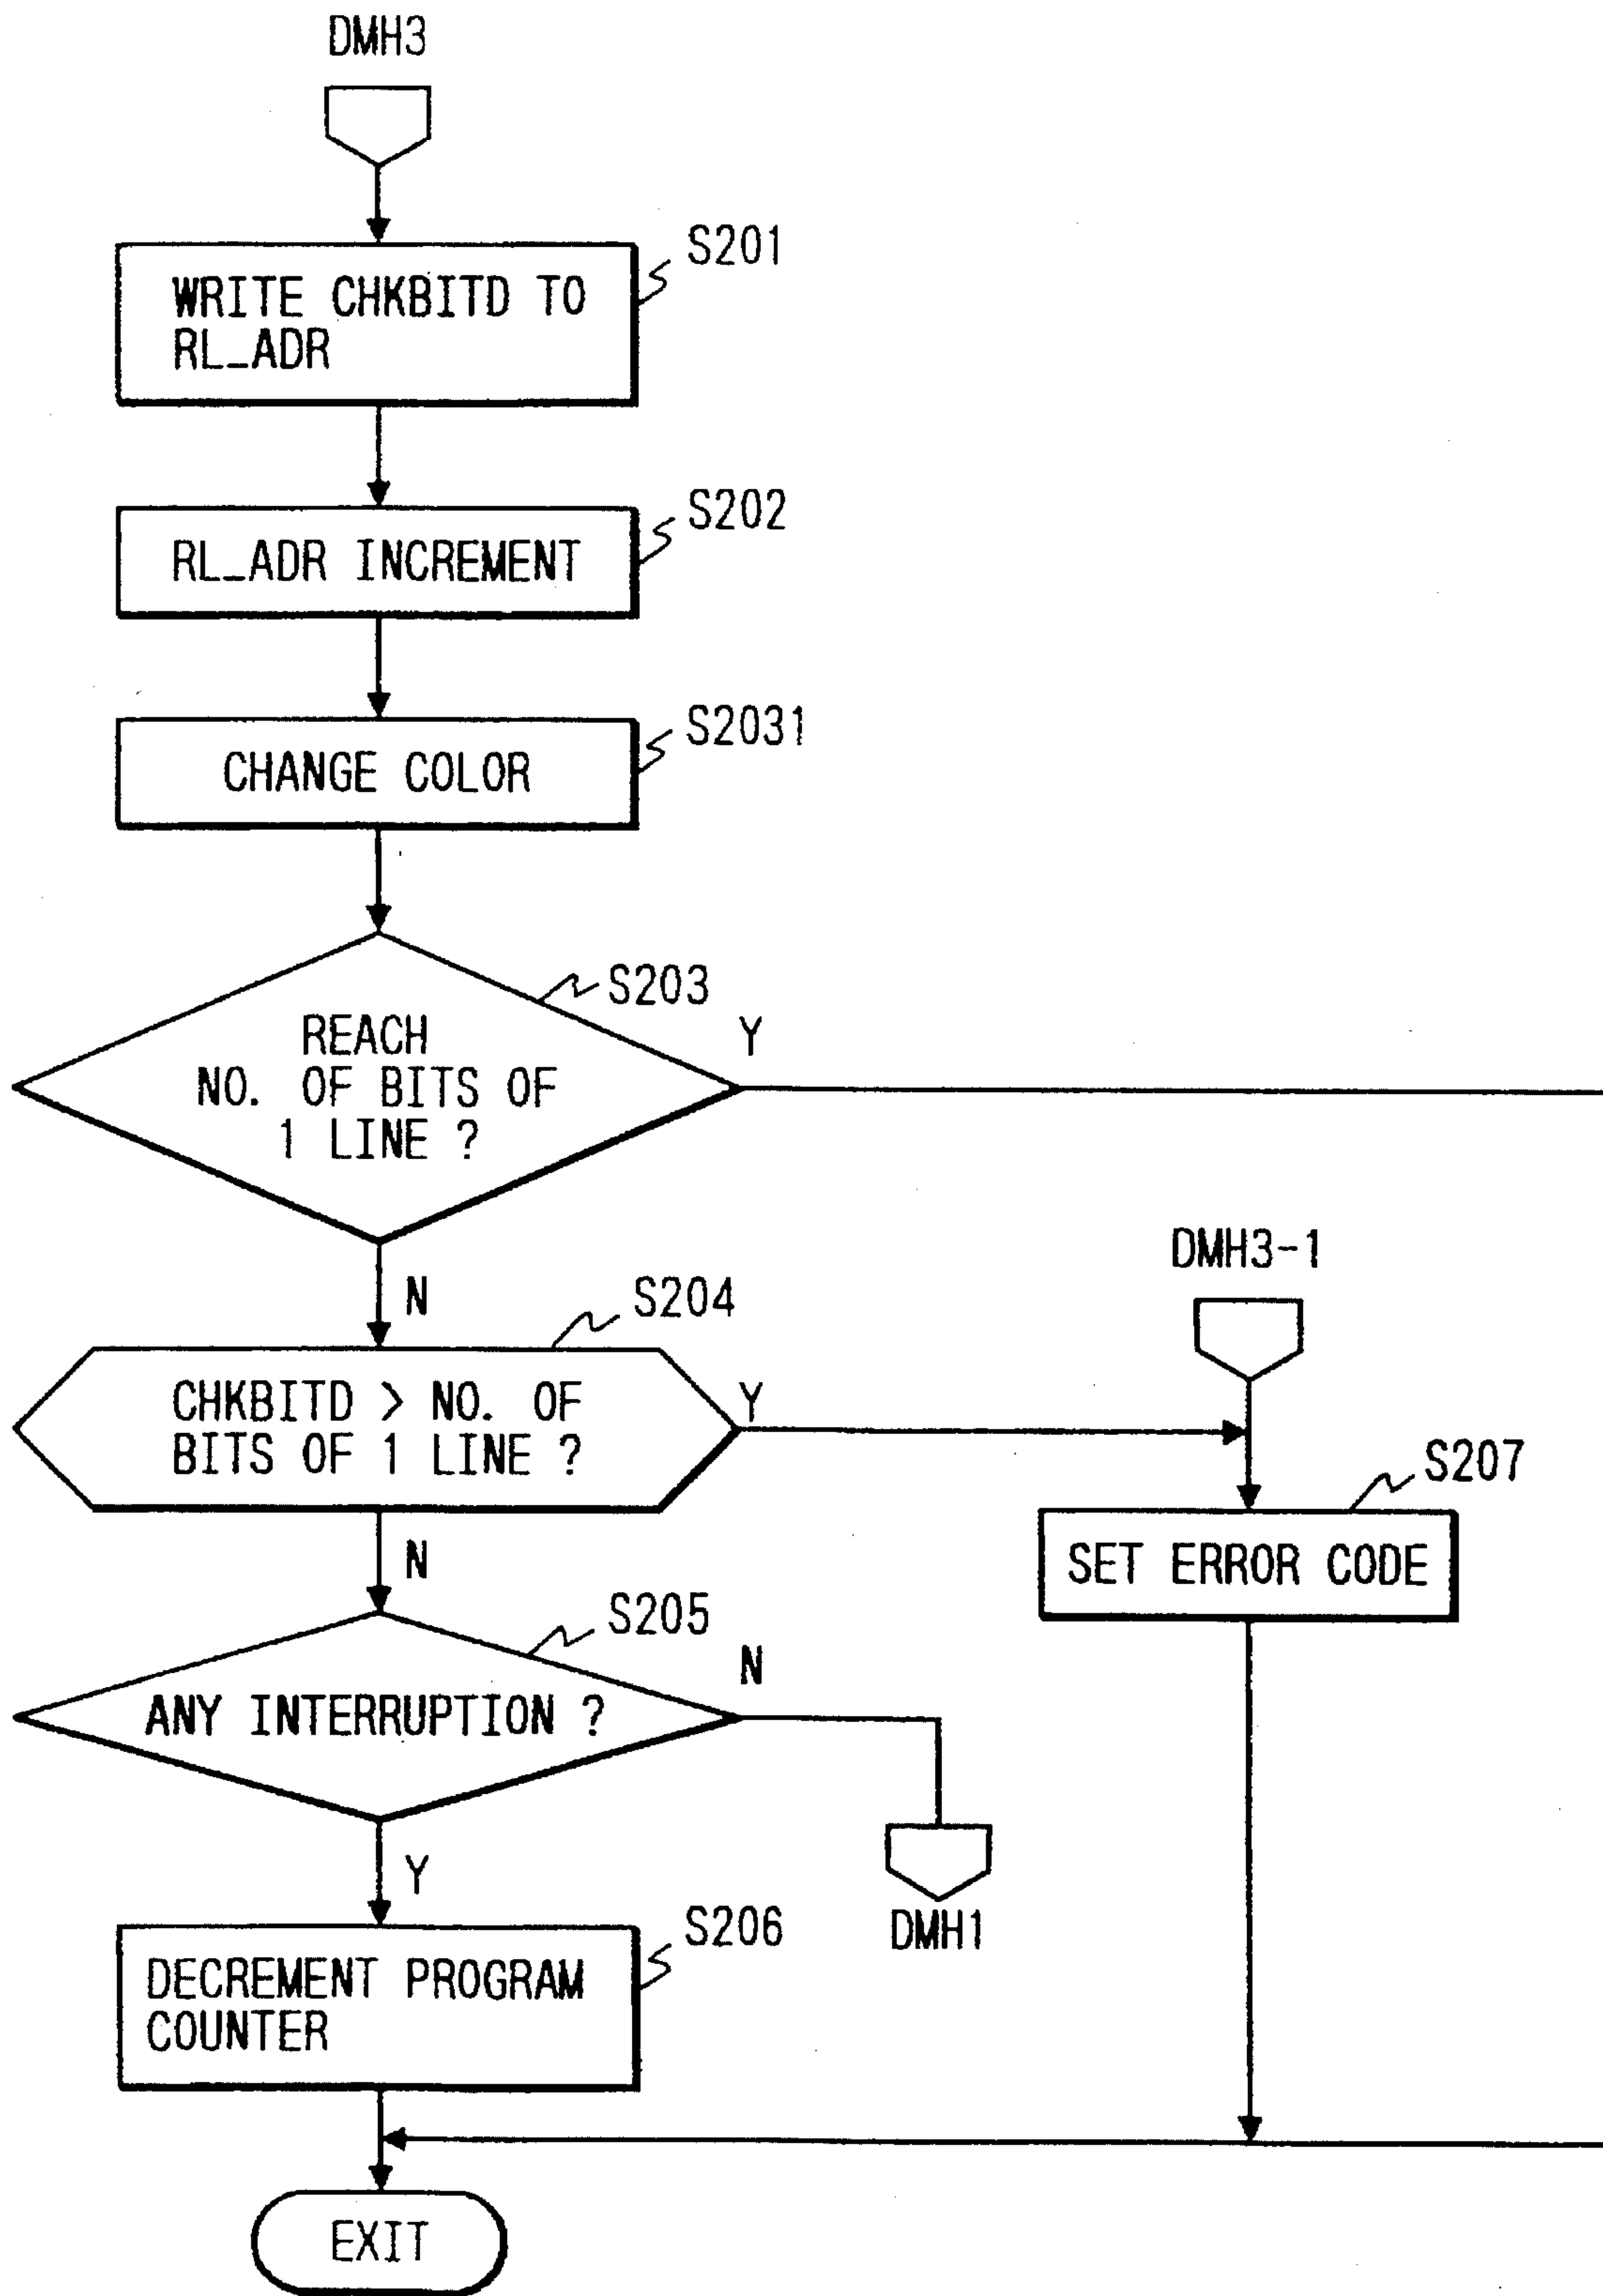 DMH3
S201
WRITE CHKBITD TO
RL_ADR
S202
RL_ADR INCREMENT
S2031
CHANGE COLOR
S203
REACH
NO. OF BITS OF
1 LINE ?
Y
N
DMH3-1
S204
CHKBITD > NO. OF
BITS OF 1 LINE ?
Y
N
S207
SET ERROR CODE
S205
ANY INTERRUPTION ?
N
Y
DMH1
S206
DECREMENT PROGRAM
COUNTER
EXIT